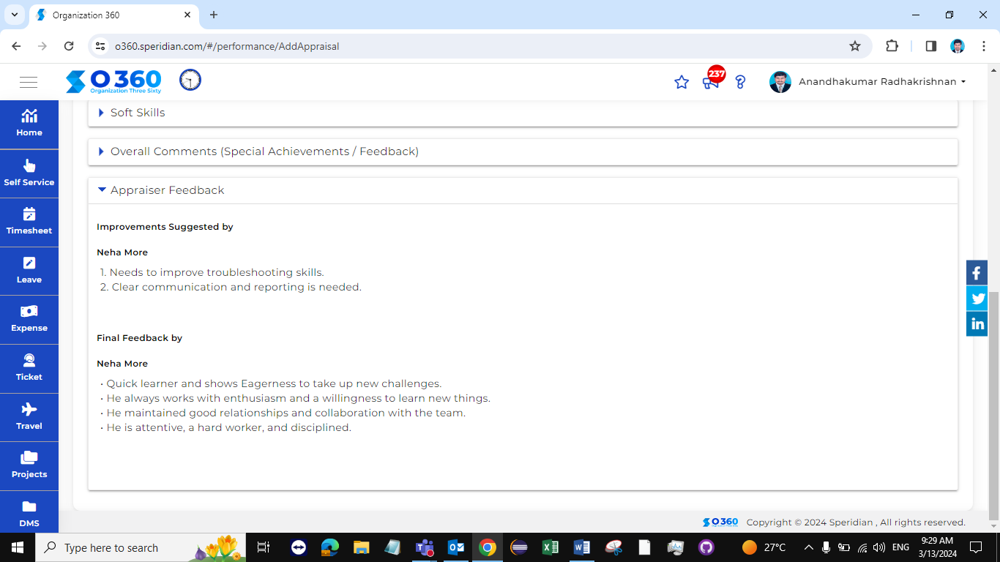 Organization 360
o360.speridian.com/#/performance/AddAppraisal
O 360
Organization Three Sixty
237
Anandhakumar Radhakrishnan
Home
Self Service
Timesheet
Leave
Expense
Ticket
Travel
Projects
DMS
Soft Skills
Overall Comments (Special Achievements / Feedback)
Appraiser Feedback
Improvements Suggested by
Neha More
1. Needs to improve troubleshooting skills.
2. Clear communication and reporting is needed.
Final Feedback by
Neha More
• Quick learner and shows Eagerness to take up new challenges.
• He always works with enthusiasm and a willingness to learn new things.
• He maintained good relationships and collaboration with the team.
• He is attentive, a hard worker, and disciplined.
O 360 Copyright © 2024 Speridian , All rights reserved.
Type here to search
27°C
ENG
9:29 AM
3/13/2024